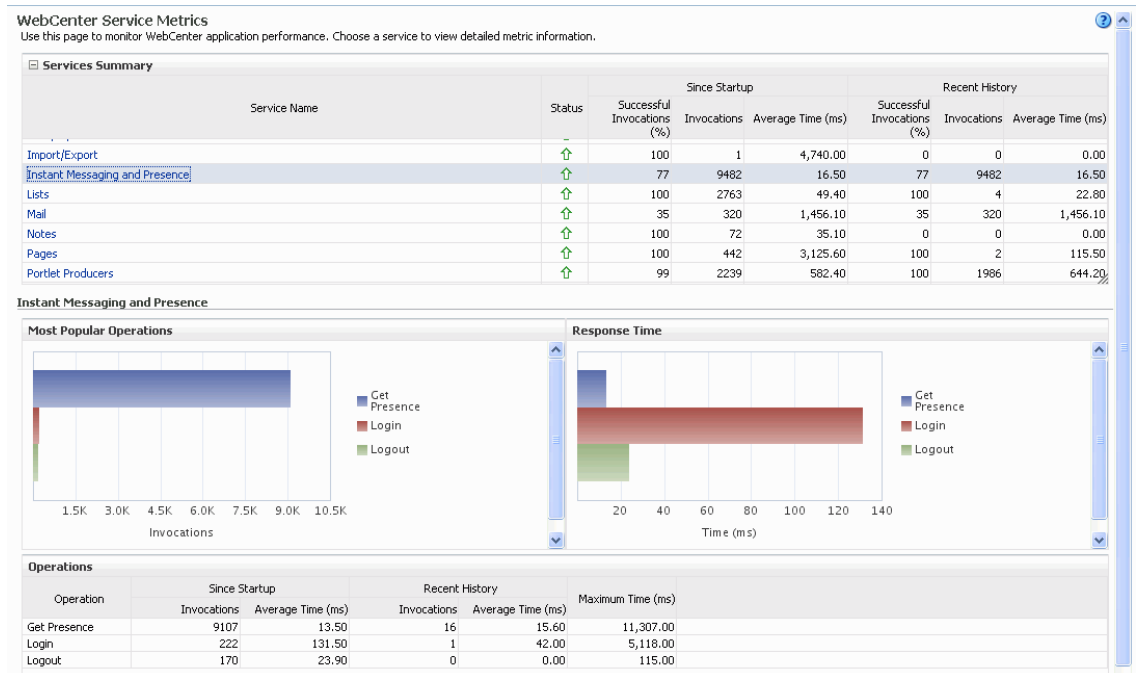 WebCenter Service Metrics
Use this page to monitor WebCenter application performance. Choose a service to view detailed metric information.
Services Summary
Service Name Status Since Startup Recent History
Successful Invocations (%) Invocations Average Time (ms) Successful Invocations (%) Invocations Average Time (ms)
Import/Export 100 1 4,740.00 0 0 0.00
Instant Messaging and Presence 77 9482 16.50 77 9482 16.50
Lists 100 2763 49.40 100 4 22.80
Mail 35 320 1,456.10 35 320 1,456.10
Notes 100 72 35.10 0 0 0.00
Pages 100 442 3,125.60 100 2 115.50
Portlet Producers 99 2239 582.40 100 1986 644.20
Instant Messaging and Presence
Most Popular Operations
Get
Presence
Login
Logout
1.5K 3.0K 4.5K 6.0K 7.5K 9.0K 10.5K
Invocations
Response Time
Get
Presence
Login
Logout
20 40 60 80 100 120 140
Time (ms)
Operations
Operation Since Startup Recent History Maximum Time (ms)
Invocations Average Time (ms) Invocations Average Time (ms)
Get Presence 9107 13.50 16 15.60 11,307.00
Login 222 131.50 1 42.00 5,118.00
Logout 170 23.90 0 0.00 115.00